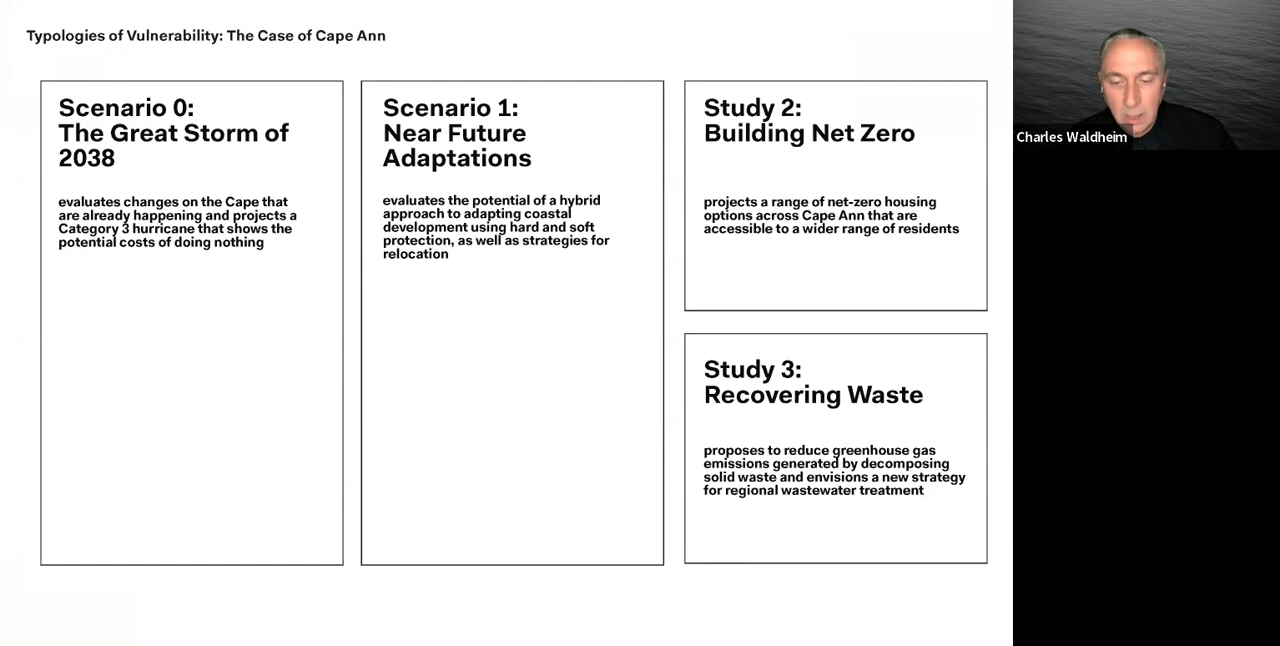 Typologies of Vulnerability: The Case of Cape Ann
Scenario 0:
The Great Storm of
2038
evaluates changes on the Cape that
are already happening and projects a
Category 3 hurricane that shows the
potential costs of doing nothing
Scenario 1:
Near Future
Adaptations
evaluates the potential of a hybrid
approach to adapting coastal
development using hard and soft
protection, as well as strategies for
relocation
Study 2:
Building Net Zero
projects a range of net-zero housing
options across Cape Ann that are
accessible to a wider range of residents
Study 3:
Recovering Waste
proposes to reduce greenhouse gas
emissions generated by decomposing
solid waste and envisions a new strategy
for regional wastewater treatment
Charles Waldheim